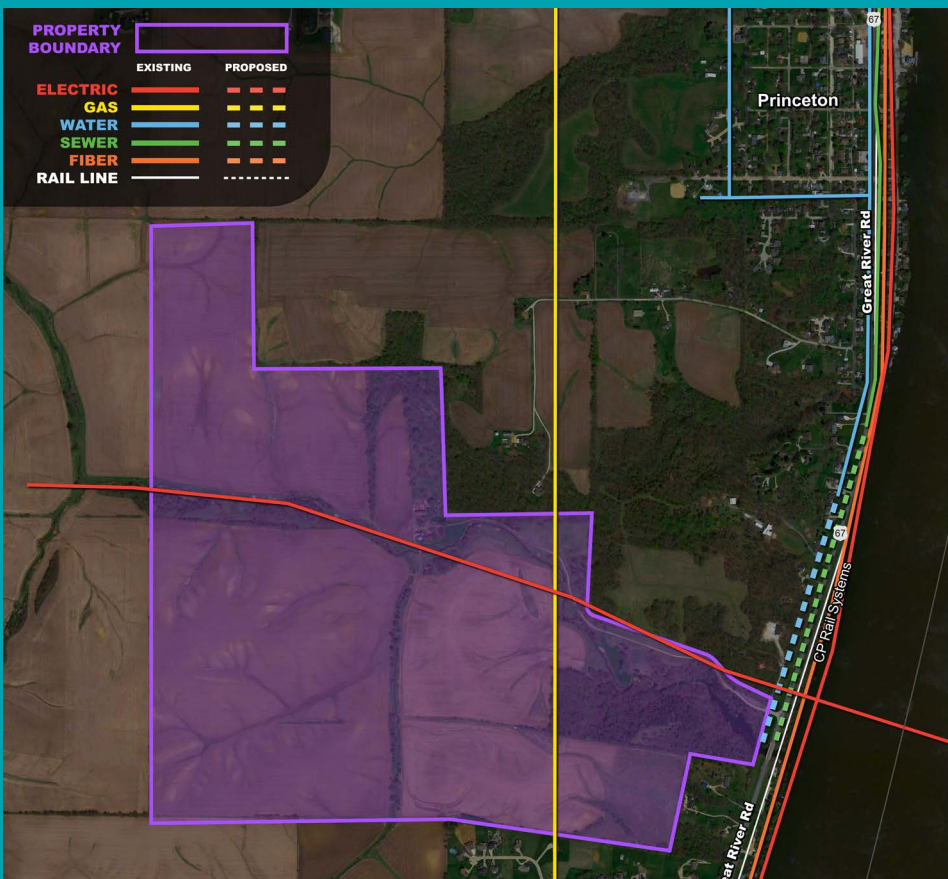 PROPERTY
BOUNDARY
EXISTING PROPOSED
ELECTRIC
GAS
WATER
SEWER
FIBER
RAIL LINE
67
Princeton
Great River Rd
67
CP Rail Systems
eat River Rd